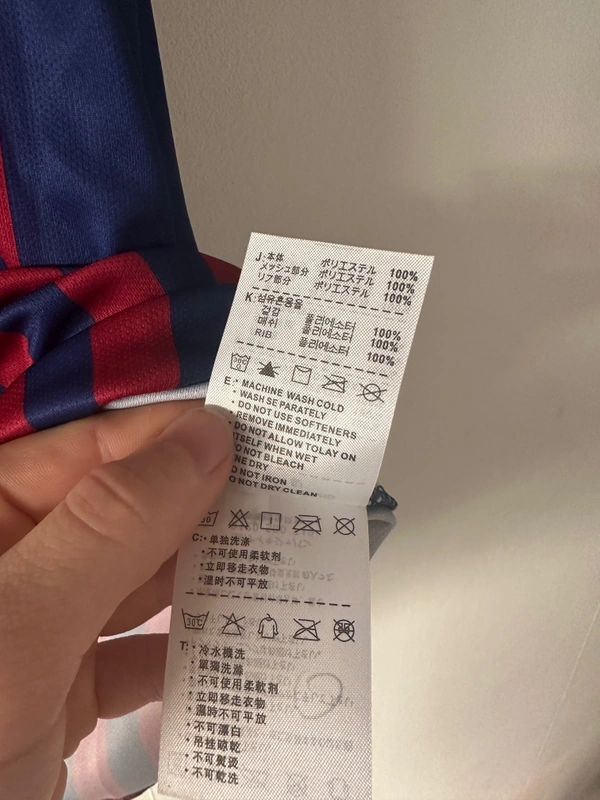 J: 本体 ポリエステル 100%
メッシュ部分 ポリエステル 100%
リブ部分 ポリエステル 100%
K: 섬유혼용율
겉감 폴리에스터 100%
매쉬 폴리에스터 100%
RIB 폴리에스터 100%
30C
E: • MACHINE WASH COLD
• WASH SEPARATELY
• DO NOT USE SOFTENERS
• REMOVE IMMEDIATELY
• DO NOT ALLOW TOLAY ON
ITSELF WHEN WET
DO NOT BLEACH
NE DRY
DO NOT IRON
DO NOT DRY CLEAN
C: • 单独洗涤
• 不可使用柔软剂
• 立即移走衣物
• 湿时不可平放
30C
T: • 冷水機洗
• 單獨洗滌
• 不可使用柔軟劑
• 立即移走衣物
• 濕時不可平放
• 不可漂白
• 吊挂晾乾
• 不可熨燙
• 不可乾洗